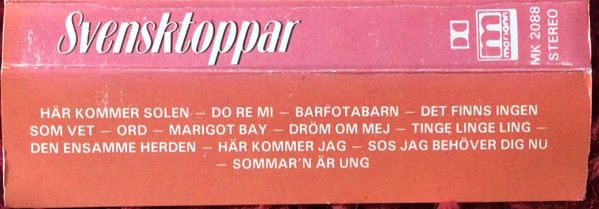 Svensktoppar
mariann
MK 2088
STEREO
HÄR KOMMER SOLEN – DO RE MI – BARFOTABARN – DET FINNS INGEN
SOM VET – ORD – MARIGOT BAY – DRÖM OM MEJ – TINGE LINGE LING –
DEN ENSAMME HERDEN – HÄR KOMMER JAG – SOS JAG BEHÖVER DIG NU
– SOMMAR'N ÄR UNG